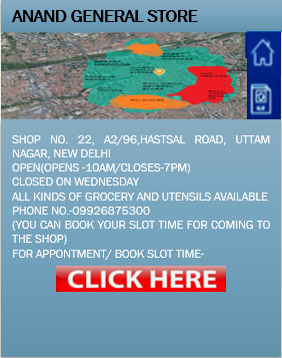 ANAND GENERAL STORE
SHOP NO. 22, A2/96,HASTSAL ROAD, UTTAM
NAGAR, NEW DELHI
OPEN(OPENS -10AM/CLOSES-7PM)
CLOSED ON WEDNESDAY
ALL KINDS OF GROCERY AND UTENSILS AVAILABLE
PHONE NO.-09926875300
(YOU CAN BOOK YOUR SLOT TIME FOR COMING TO
THE SHOP)
FOR APPONTMENT/ BOOK SLOT TIME-
CLICK HERE